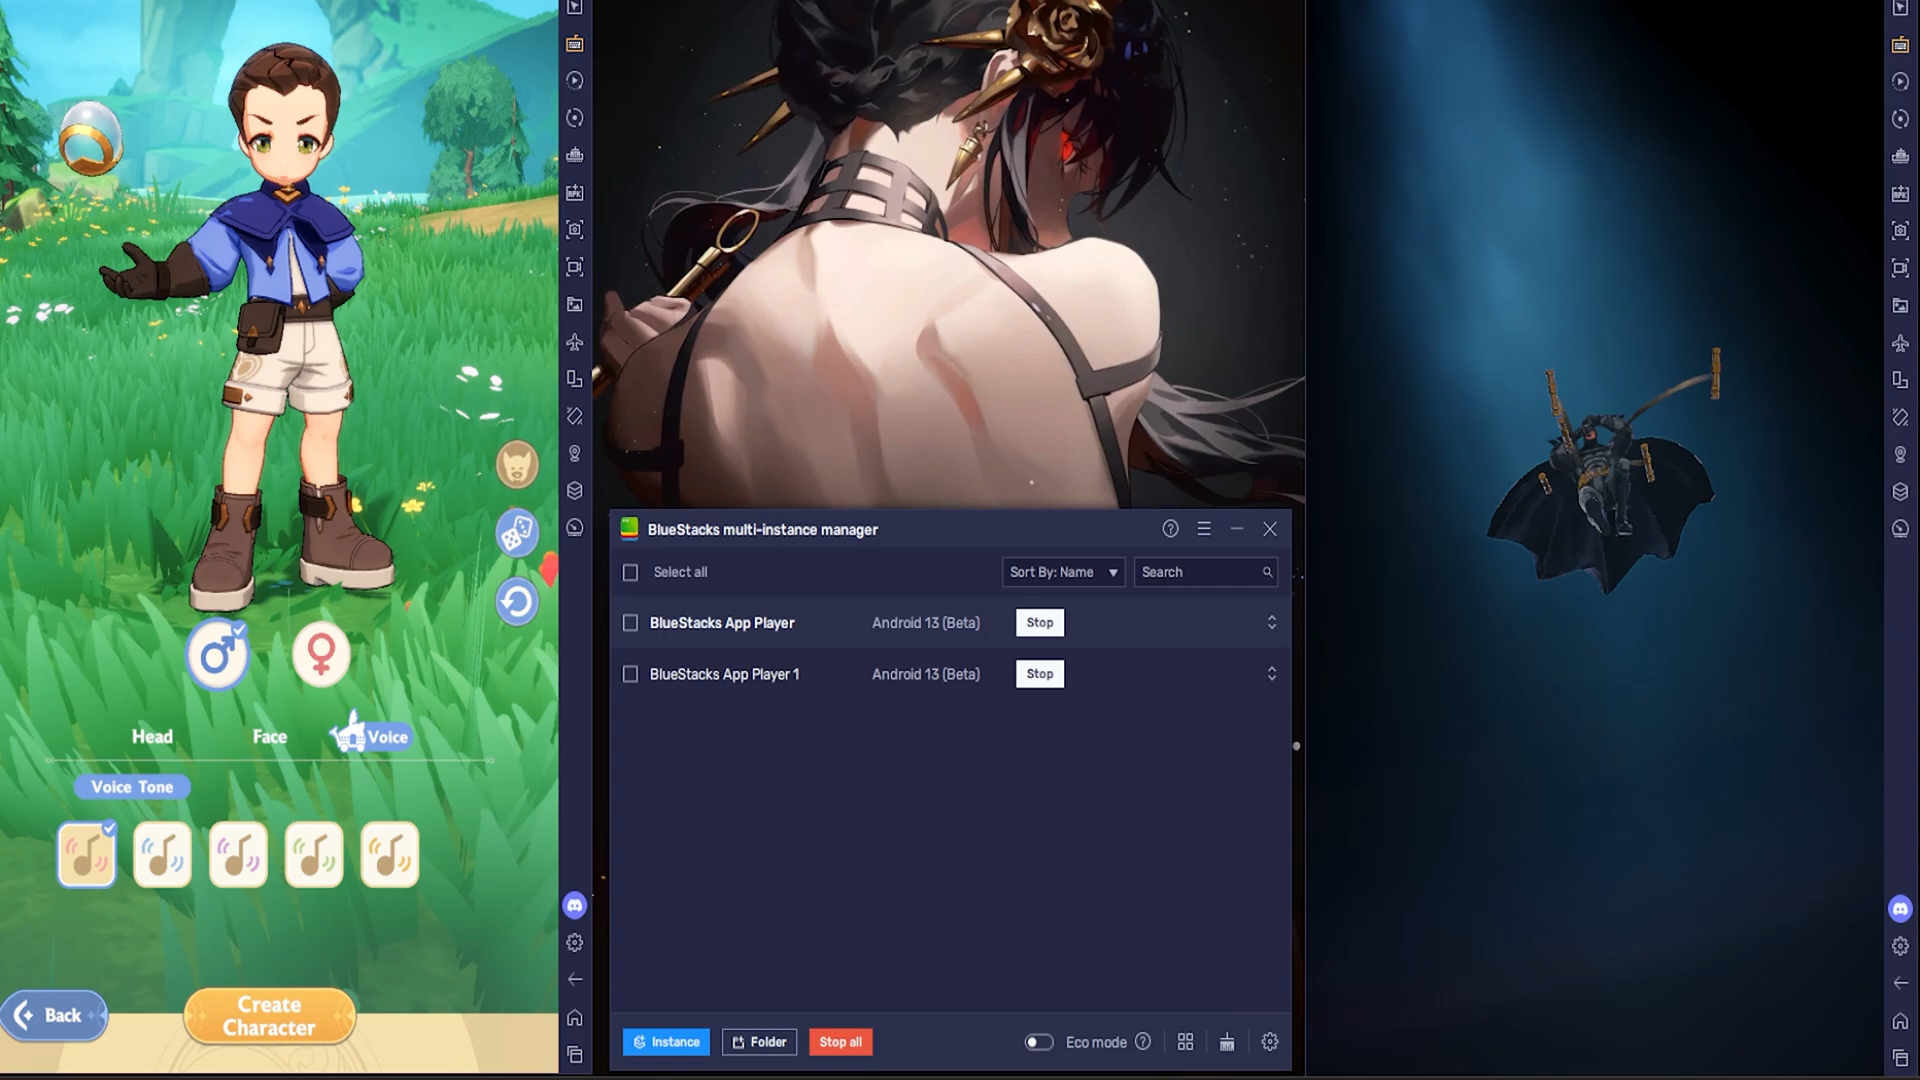 Head
Face
Voice
Voice Tone
Back
Create
Character
BlueStacks multi-instance manager
Select all
Sort By: Name
Search
BlueStacks App Player
Android 13 (Beta)
Stop
BlueStacks App Player 1
Android 13 (Beta)
Stop
Instance
Folder
Stop all
Eco mode